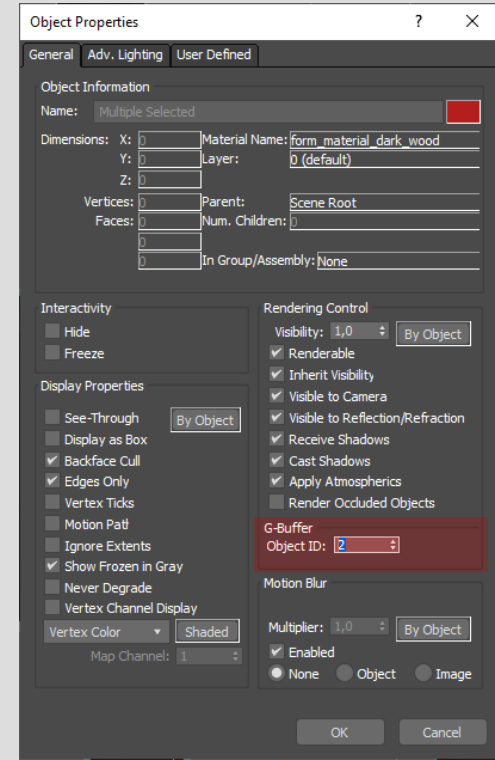 Object Properties ? ×
General Adv. Lighting User Defined
Object Information
Name: Multiple Selected
Dimensions: X: 0 Material Name: form_material_dark_wood
Y: 0 Layer: 0 (default)
Z: 0
Vertices: 0 Parent: Scene Root
Faces: 0 Num. Children: 0
0
0 In Group/Assembly: None
Interactivity
Hide
Freeze
Display Properties
See-Through By Object
Display as Box
Backface Cull
Edges Only
Vertex Ticks
Motion Path
Ignore Extents
Show Frozen in Gray
Never Degrade
Vertex Channel Display
Vertex Color Shaded
Map Channel: 1
Rendering Control
Visibility: 1,0 By Object
Renderable
Inherit Visibility
Visible to Camera
Visible to Reflection/Refraction
Receive Shadows
Cast Shadows
Apply Atmospherics
Render Occluded Objects
G-Buffer
Object ID: 2
Motion Blur
Multiplier: 1,0 By Object
Enabled
None Object Image
OK Cancel